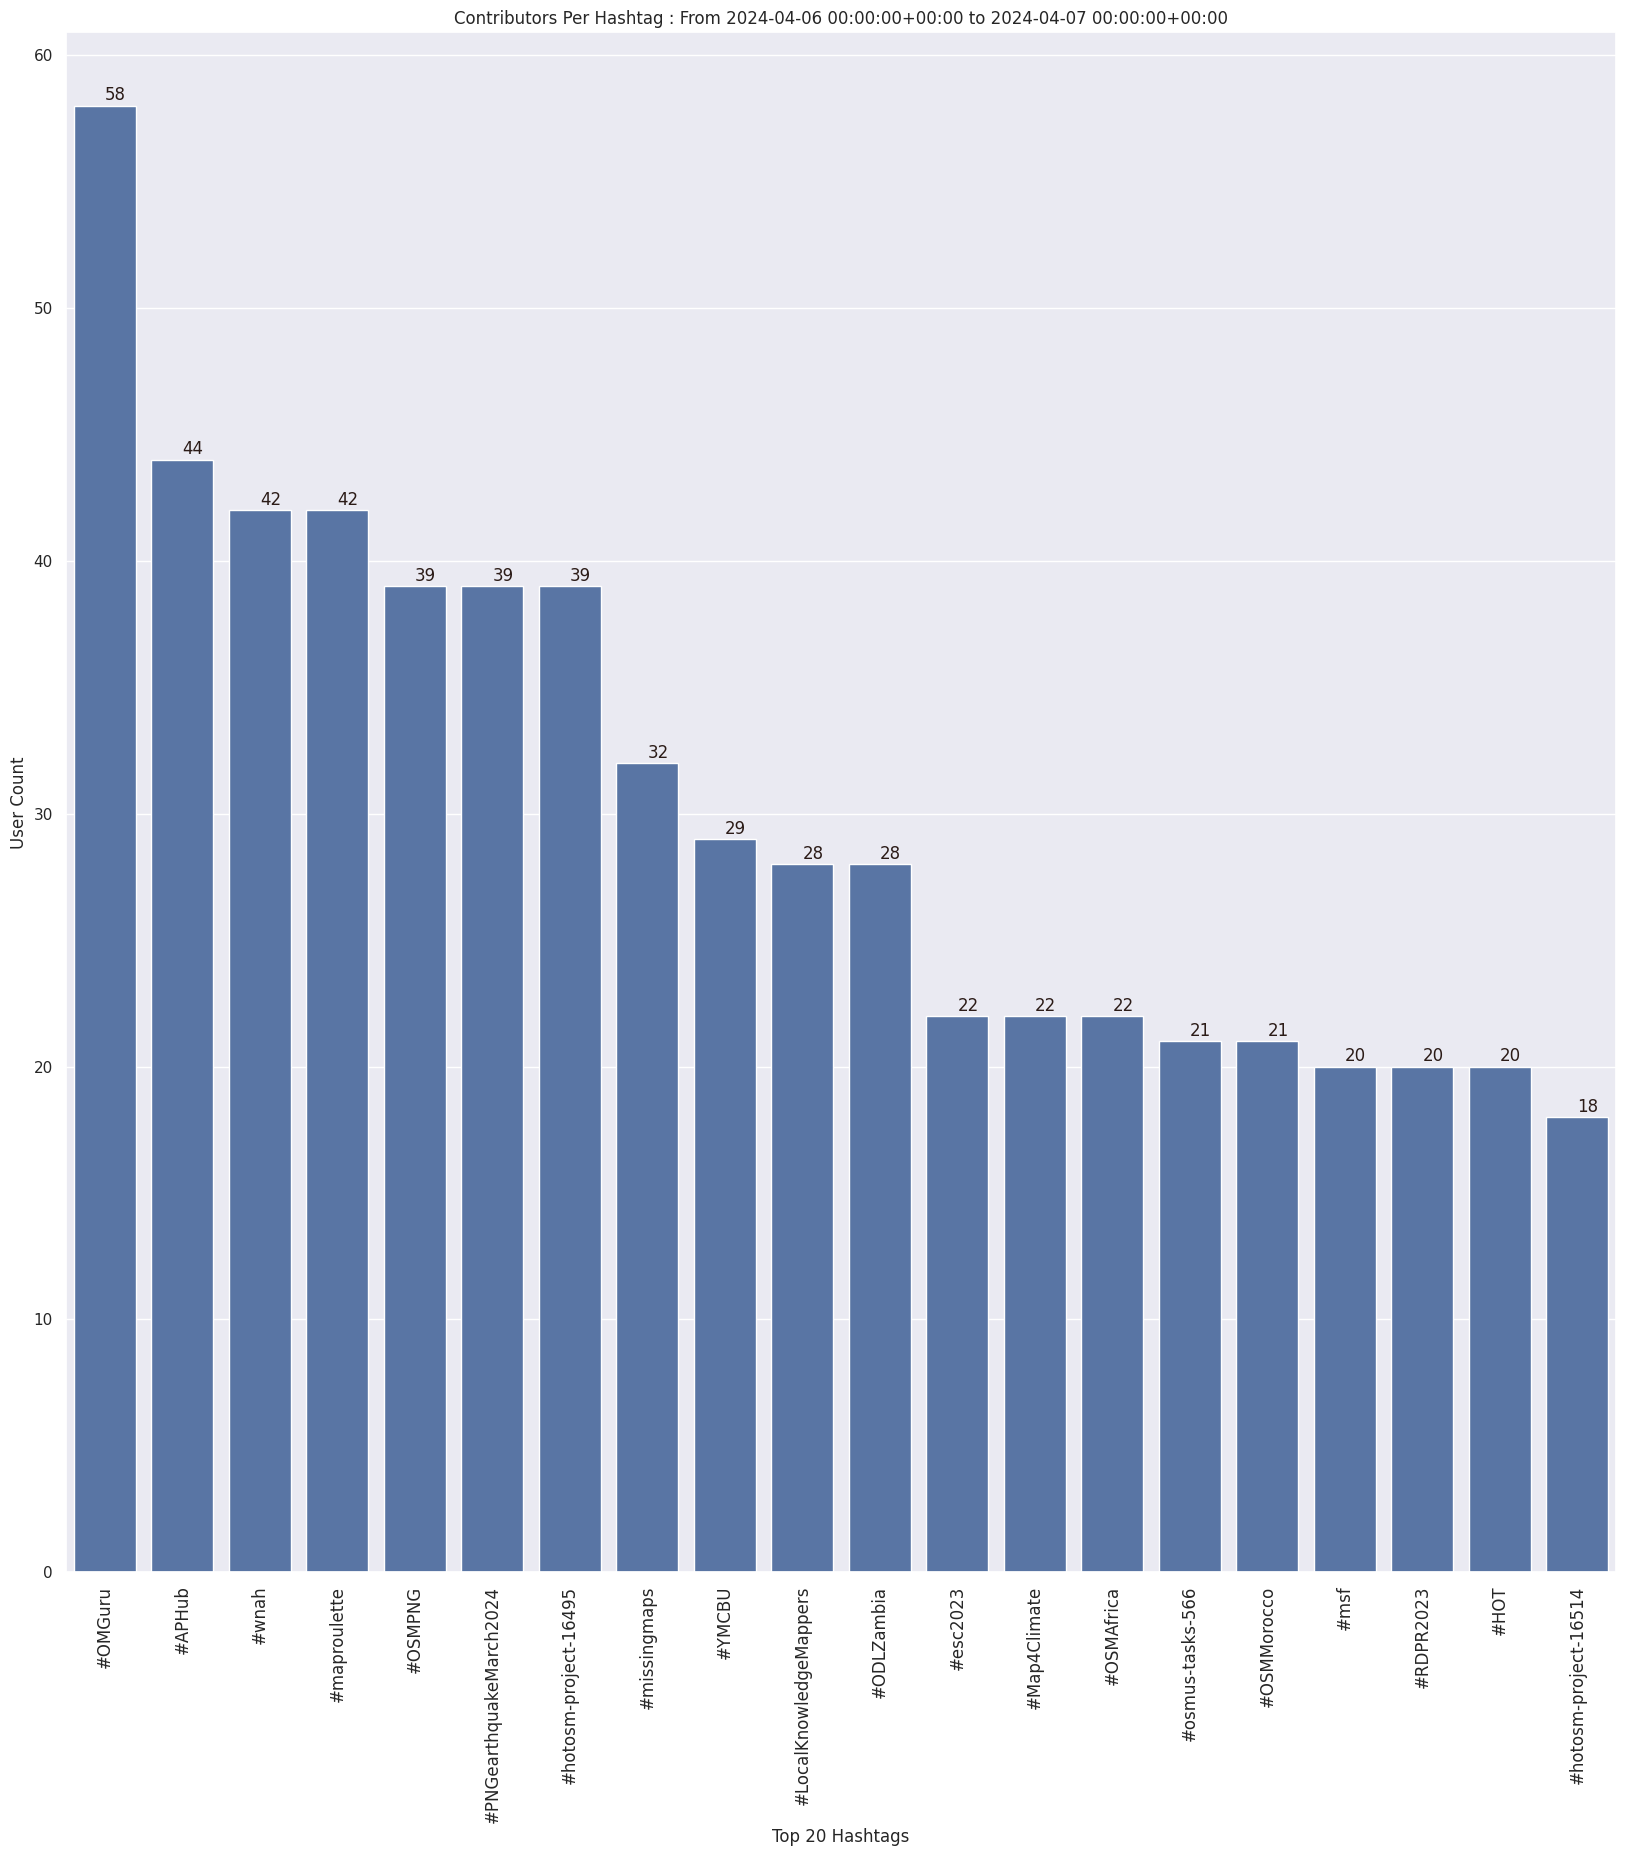 Contributors Per Hashtag : From 2024-04-06 00:00:00+00:00 to 2024-04-07 00:00:00+00:00
User Count
60
50
40
30
20
10
0
58
44
42
42
39
39
39
32
29
28
28
22
22
22
21
21
20
20
20
18
#OMGuru
#APHub
#wnah
#maproulette
#OSMPNG
#PNGearthquakeMarch2024
#hotosm-project-16495
#missingmaps
#YMCBU
#LocalKnowledgeMappers
#ODLZambia
#esc2023
#Map4Climate
#OSMAfrica
#osmus-tasks-566
#OSMMorocco
#msf
#RDPR2023
#HOT
#hotosm-project-16514
Top 20 Hashtags